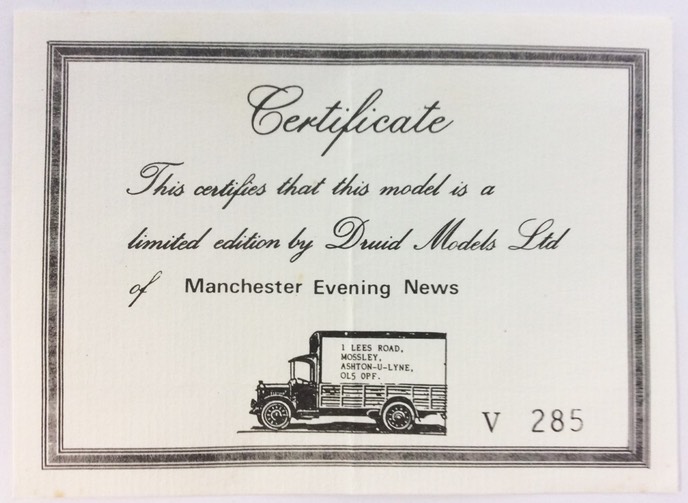 Certificate
This certifies that this model is a
limited edition by Druid Models Ltd
of Manchester Evening News
1 LEES ROAD,
MOSSLEY,
ASHTON-U-LYNE,
OL5 0PF.
V 285